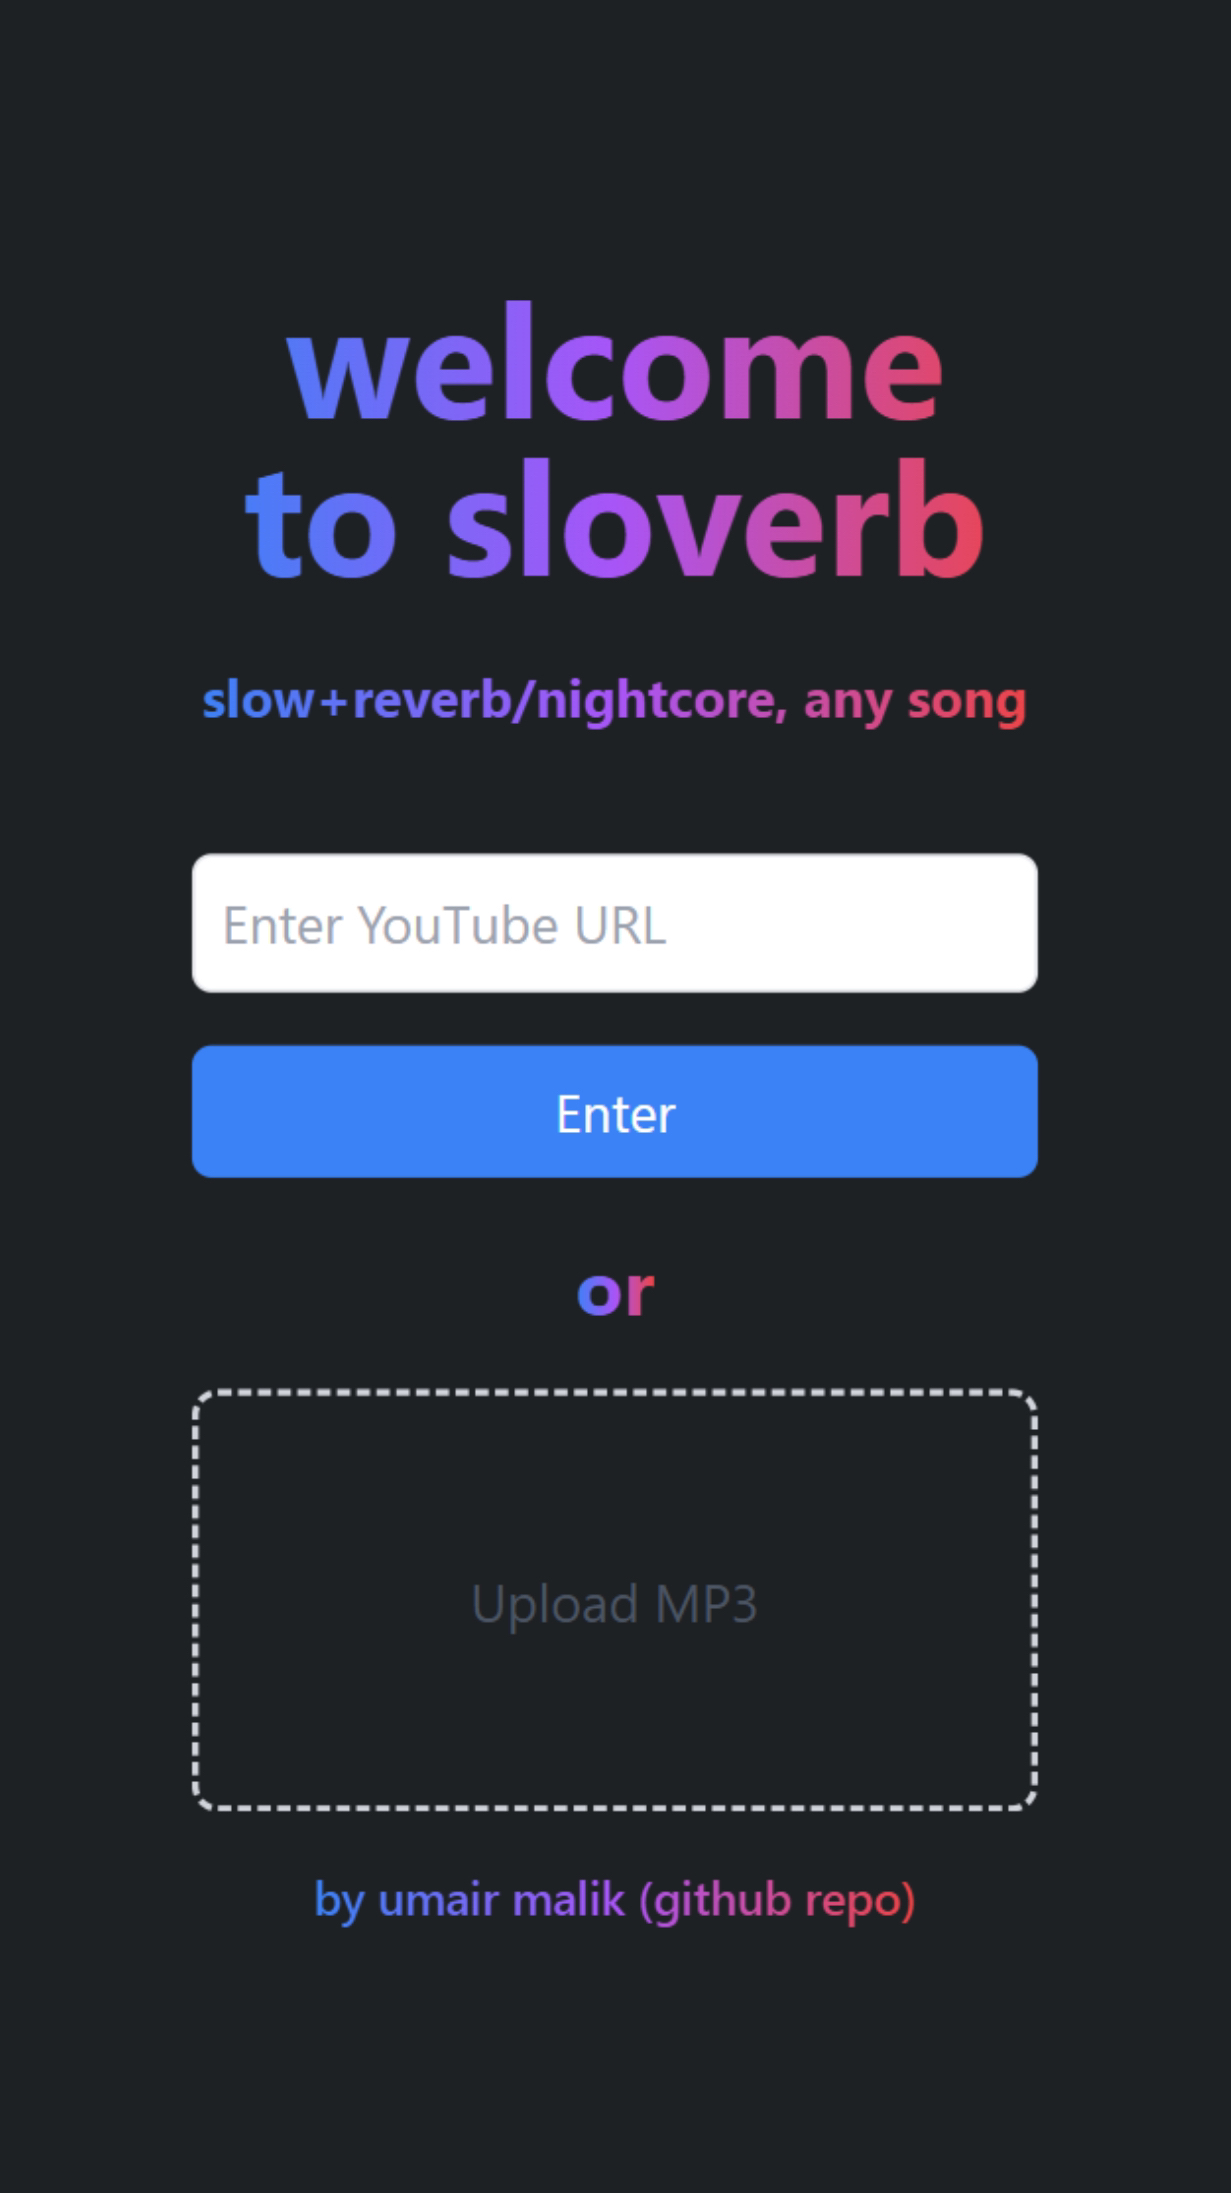 welcome
to sloverb
slow+reverb/nightcore, any song
Enter YouTube URL
Enter
or
Upload MP3
by umair malik (github repo)